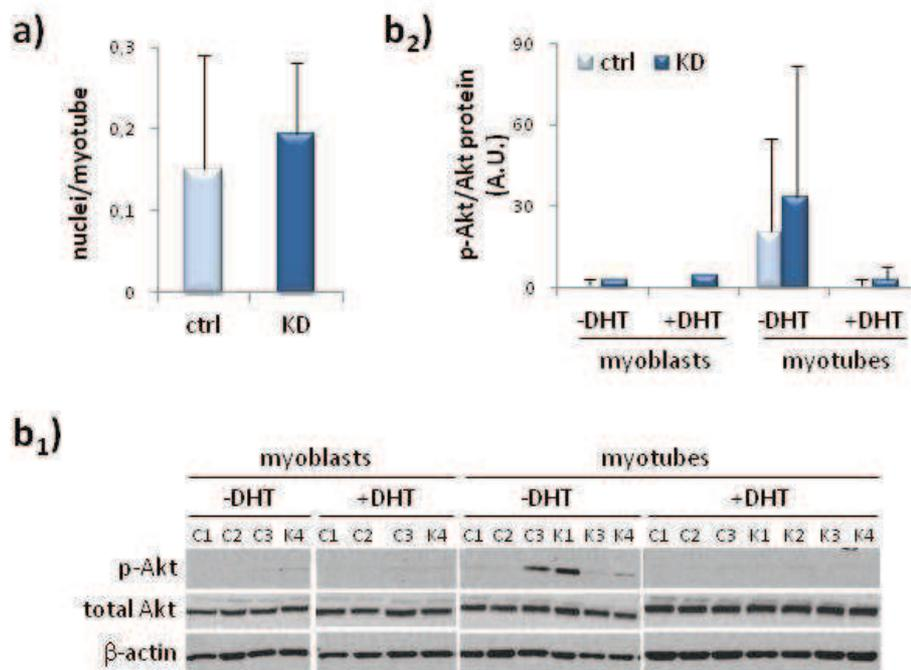 a)
nuclei/myotube
0,3
0,2
0,1
0
ctrl KD
b2)
p-Akt/Akt protein
(A.U.)
90
60
30
0
ctrl KD
-DHT +DHT -DHT +DHT
myoblasts myotubes
b1)
myoblasts myotubes
-DHT +DHT -DHT +DHT
C1 C2 C3 K4 C1 C2 C3 K4 C1 C2 C3 K1 K3 K4 C1 C2 C3 K1 K2 K3 K4
p-Akt
total Akt
β-actin